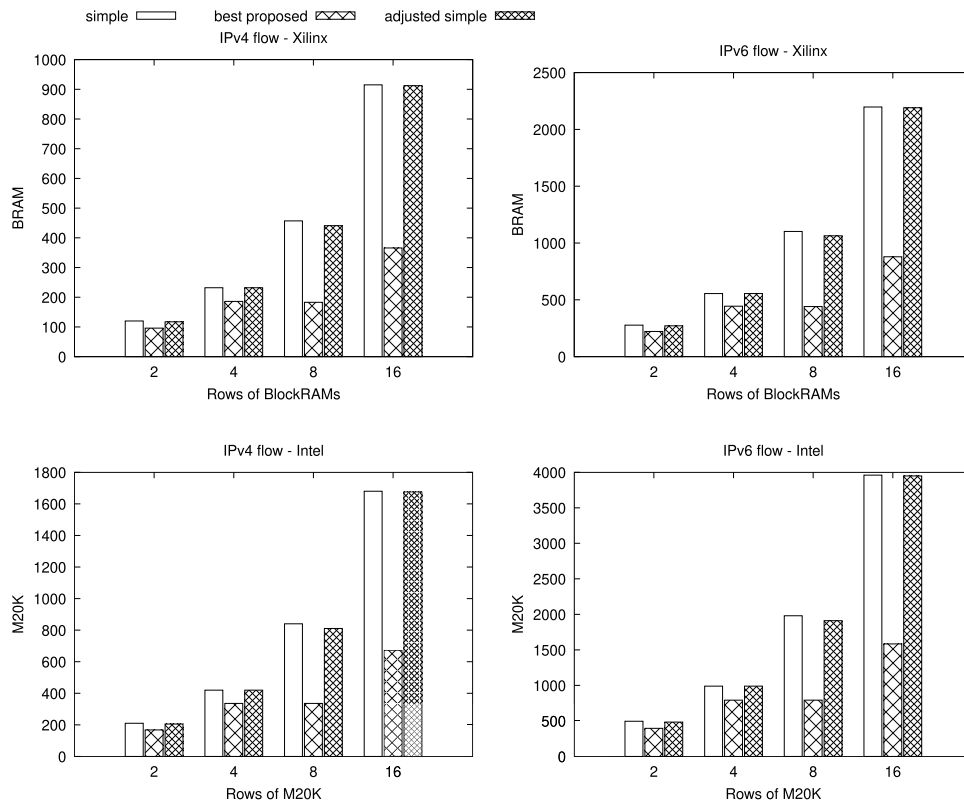 simple
best proposed
adjusted simple
IPv4 flow - Xilinx
1000
900
800
700
600
500
400
300
200
100
0
BRAM
2 4 8 16
Rows of BlockRAMs
IPv6 flow - Xilinx
2500
2000
1500
1000
500
0
BRAM
2 4 8 16
Rows of BlockRAMs
IPv4 flow - Intel
1800
1600
1400
1200
1000
800
600
400
200
0
M20K
2 4 8 16
Rows of M20K
IPv6 flow - Intel
4000
3500
3000
2500
2000
1500
1000
500
0
M20K
2 4 8 16
Rows of M20K